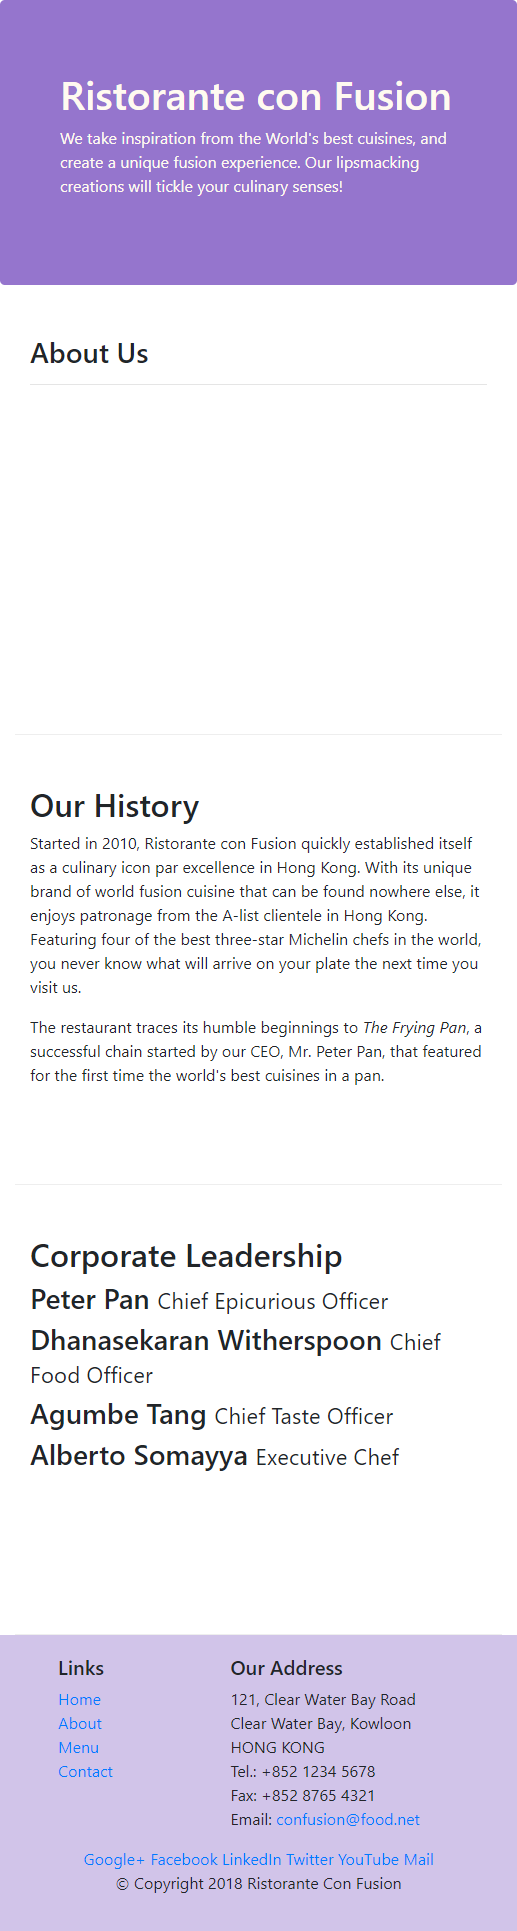 Ristorante con Fusion
We take inspiration from the World's best cuisines, and
create a unique fusion experience. Our lipsmacking
creations will tickle your culinary senses!
About Us
Our History
Started in 2010, Ristorante con Fusion quickly established itself
as a culinary icon par excellence in Hong Kong. With its unique
brand of world fusion cuisine that can be found nowhere else, it
enjoys patronage from the A-list clientele in Hong Kong.
Featuring four of the best three-star Michelin chefs in the world,
you never know what will arrive on your plate the next time you
visit us.
The restaurant traces its humble beginnings to The Frying Pan, a
successful chain started by our CEO, Mr. Peter Pan, that featured
for the first time the world's best cuisines in a pan.
Corporate Leadership
Peter Pan Chief Epicurious Officer
Dhanasekaran Witherspoon Chief
Food Officer
Agumbe Tang Chief Taste Officer
Alberto Somayya Executive Chef
Links
Home
About
Menu
Contact
Our Address
121, Clear Water Bay Road
Clear Water Bay, Kowloon
HONG KONG
Tel.: +852 1234 5678
Fax: +852 8765 4321
Email: confusion@food.net
Google+ Facebook LinkedIn Twitter YouTube Mail
© Copyright 2018 Ristorante Con Fusion